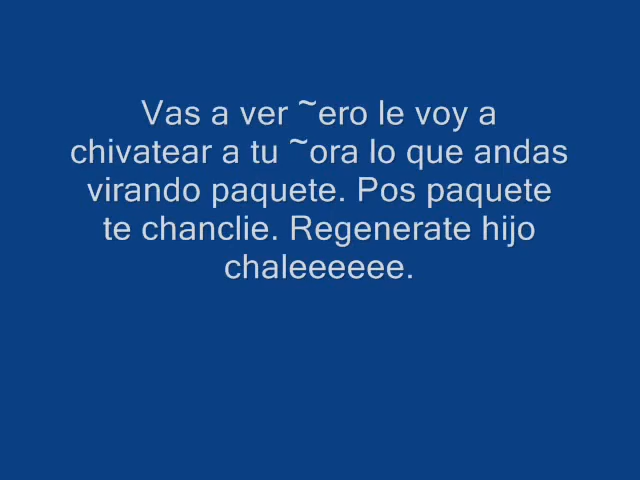 Vas a ver ~ero le voy a
chivatear a tu ~ora lo que andas
virando paquete. Pos paquete
te chanclie. Regenerate hijo
chaleeeeee.